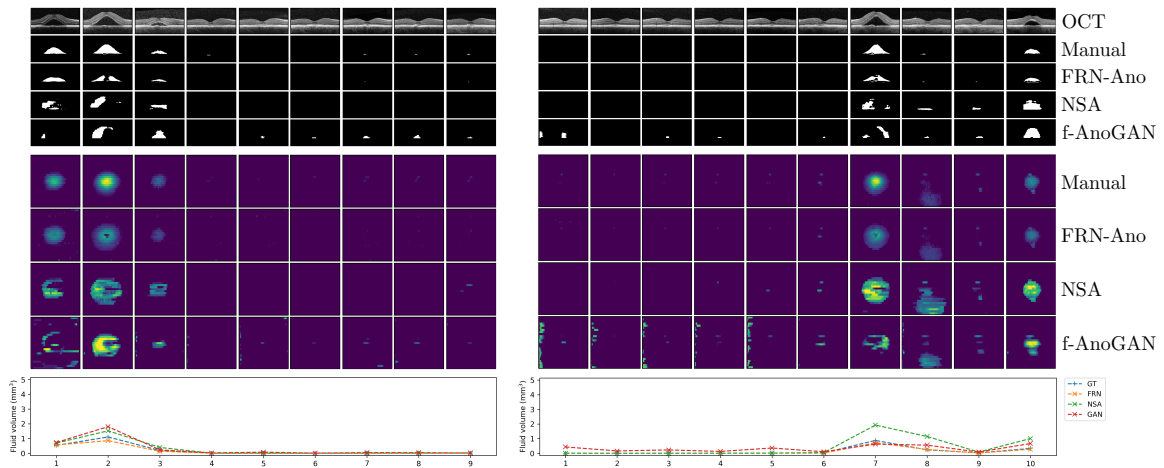 OCT
Manual
FRN-Ano
NSA
f-AnoGAN
Manual
FRN-Ano
NSA
f-AnoGAN
Fluid volume (mm³)
5
4
3
2
1
0
1 2 3 4 5 6 7 8 9
Fluid volume (mm³)
5
4
3
2
1
0
1 2 3 4 5 6 7 8 9 10
GT
FRN
NSA
GAN